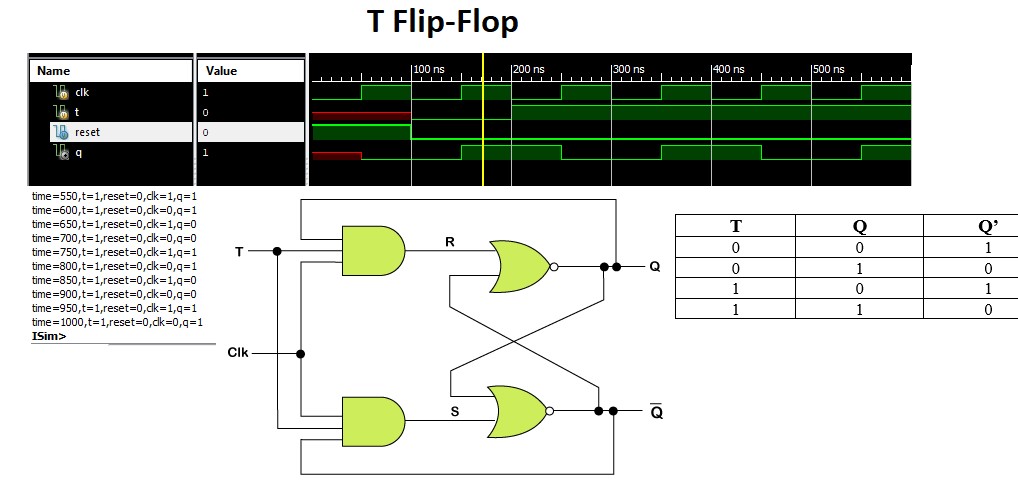 T Flip-Flop
Name Value
100 ns 200 ns 300 ns 400 ns 500 ns
clk 1
t 0
reset 0
q 1
time=550,t=1,reset=0,clk=1,q=1
time=600,t=1,reset=0,clk=0,q=1
time=650,t=1,reset=0,clk=1,q=0
time=700,t=1,reset=0,clk=0,q=0
time=750,t=1,reset=0,clk=1,q=1
time=800,t=1,reset=0,clk=0,q=1
time=850,t=1,reset=0,clk=1,q=0
time=900,t=1,reset=0,clk=0,q=0
time=950,t=1,reset=0,clk=1,q=1
time=1000,t=1,reset=0,clk=0,q=1
ISim>
T
R
Q
Clk
S
Q̅
T Q Q’
0 0 1
0 1 0
1 0 1
1 1 0